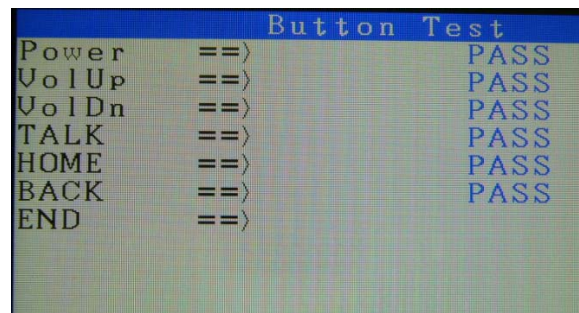 Button Test
Power ==> PASS
VolUp ==> PASS
VolDn ==> PASS
TALK ==> PASS
HOME ==> PASS
BACK ==> PASS
END ==>